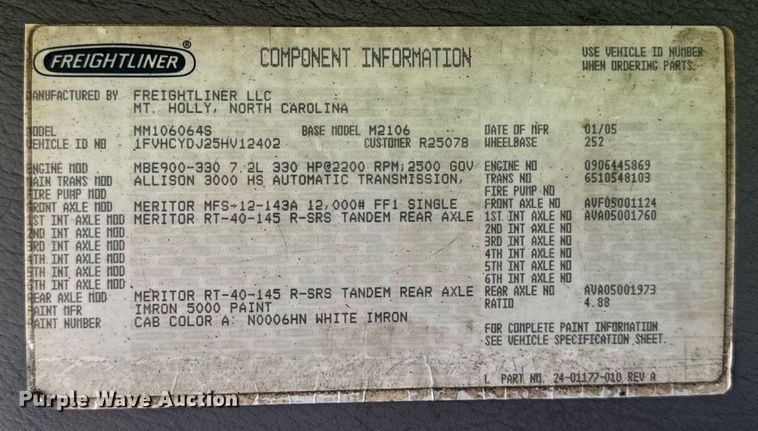 FREIGHTLINER®
COMPONENT INFORMATION
USE VEHICLE ID NUMBER
WHEN ORDERING PARTS.
MANUFACTURED BY FREIGHTLINER LLC
MT. HOLLY, NORTH CAROLINA
MODEL MM106064S BASE MODEL M2106 DATE OF MFR 01/05
VEHICLE ID NO 1FVHCYDJ25HV12402 CUSTOMER R25078 WHEELBASE 252
ENGINE MOD MBE900-330 7.2L 330 HP@2200 RPM;2500 GOV ENGINE NO 0906445869
MAIN TRANS MOD ALLISON 3000 HS AUTOMATIC TRANSMISSION, TRANS NO 6510548103
FIRE PUMP MOD FIRE PUMP NO
FRONT AXLE MOD MERITOR MFS-12-143A 12,000# FF1 SINGLE FRONT AXLE NO AVF05001124
1ST INT AXLE MOD MERITOR RT-40-145 R-SRS TANDEM REAR AXLE 1ST INT AXLE NO AVA05001760
2ND INT AXLE MOD 2ND INT AXLE NO
3RD INT AXLE MOD 3RD INT AXLE NO
4TH INT AXLE MOD 4TH INT AXLE NO
5TH INT AXLE MOD 5TH INT AXLE NO
6TH INT AXLE MOD 6TH INT AXLE NO
REAR AXLE MOD MERITOR RT-40-145 R-SRS TANDEM REAR AXLE REAR AXLE NO AVA05001973
PAINT MFR IMRON 5000 PAINT RATIO 4.88
PAINT NUMBER CAB COLOR A: N0006HN WHITE IMRON
FOR COMPLETE PAINT INFORMATION
SEE VEHICLE SPECIFICATION SHEET.
L PART NO. 24-01177-010 REV A
Purple Wave Auction